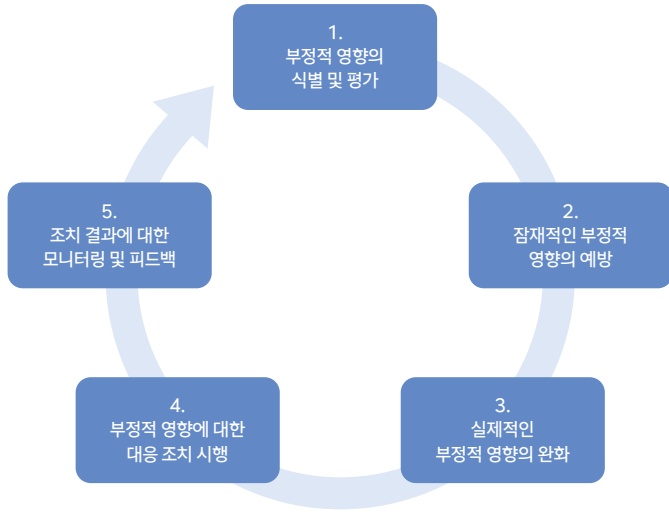 1.
부정적 영향의
식별 및 평가
2.
잠재적인 부정적
영향의 예방
3.
실제적인
부정적 영향의 완화
4.
부정적 영향에 대한
대응 조치 시행
5.
조치 결과에 대한
모니터링 및 피드백